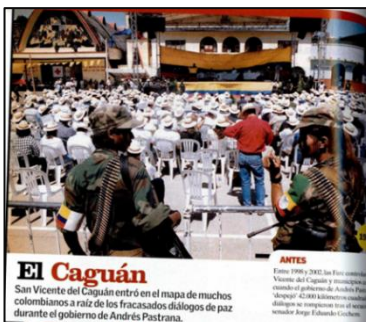 El Caguán
San Vicente del Caguán entró en el mapa de muchos
colombianos a raíz de los fracasados diálogos de paz
durante el gobierno de Andrés Pastrana.
ANTES
Entre 1998 y 2002, las Farc
Vicente del Caguán y municipios
cuando el gobierno de Andrés
'despejó' 42.000 kilómetros
diálogos se rompieron tras el
senador Jorge Eduardo Gechem